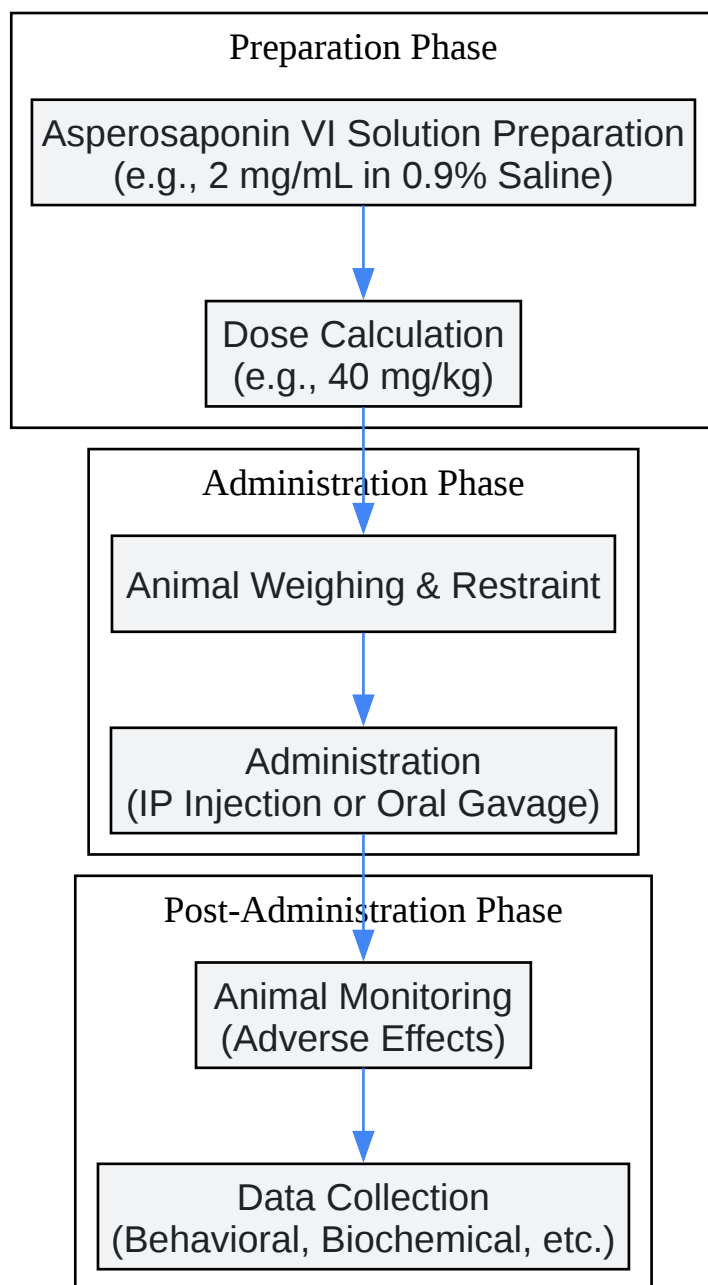 Preparation Phase
Asperosaponin VI Solution Preparation
(e.g., 2 mg/mL in 0.9% Saline)
Dose Calculation
(e.g., 40 mg/kg)
Administration Phase
Animal Weighing & Restraint
Administration
(IP Injection or Oral Gavage)
Post-Administration Phase
Animal Monitoring
(Adverse Effects)
Data Collection
(Behavioral, Biochemical, etc.)